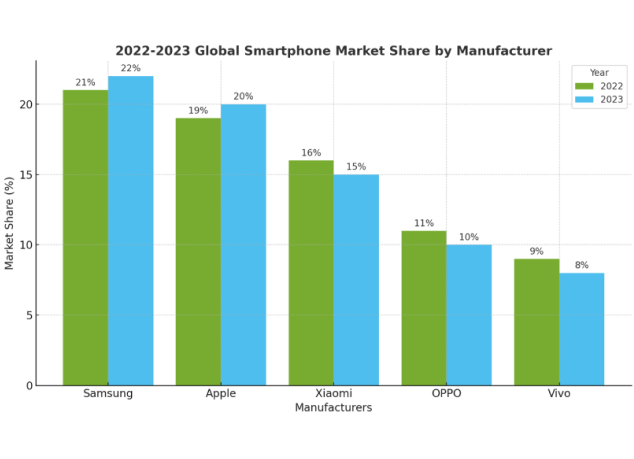 2022-2023 Global Smartphone Market Share by Manufacturer
Year
2022
2023
Market Share (%)
20
15
10
5
0
21%
22%
19%
20%
16%
15%
11%
10%
9%
8%
Samsung
Apple
Xiaomi
OPPO
Vivo
Manufacturers